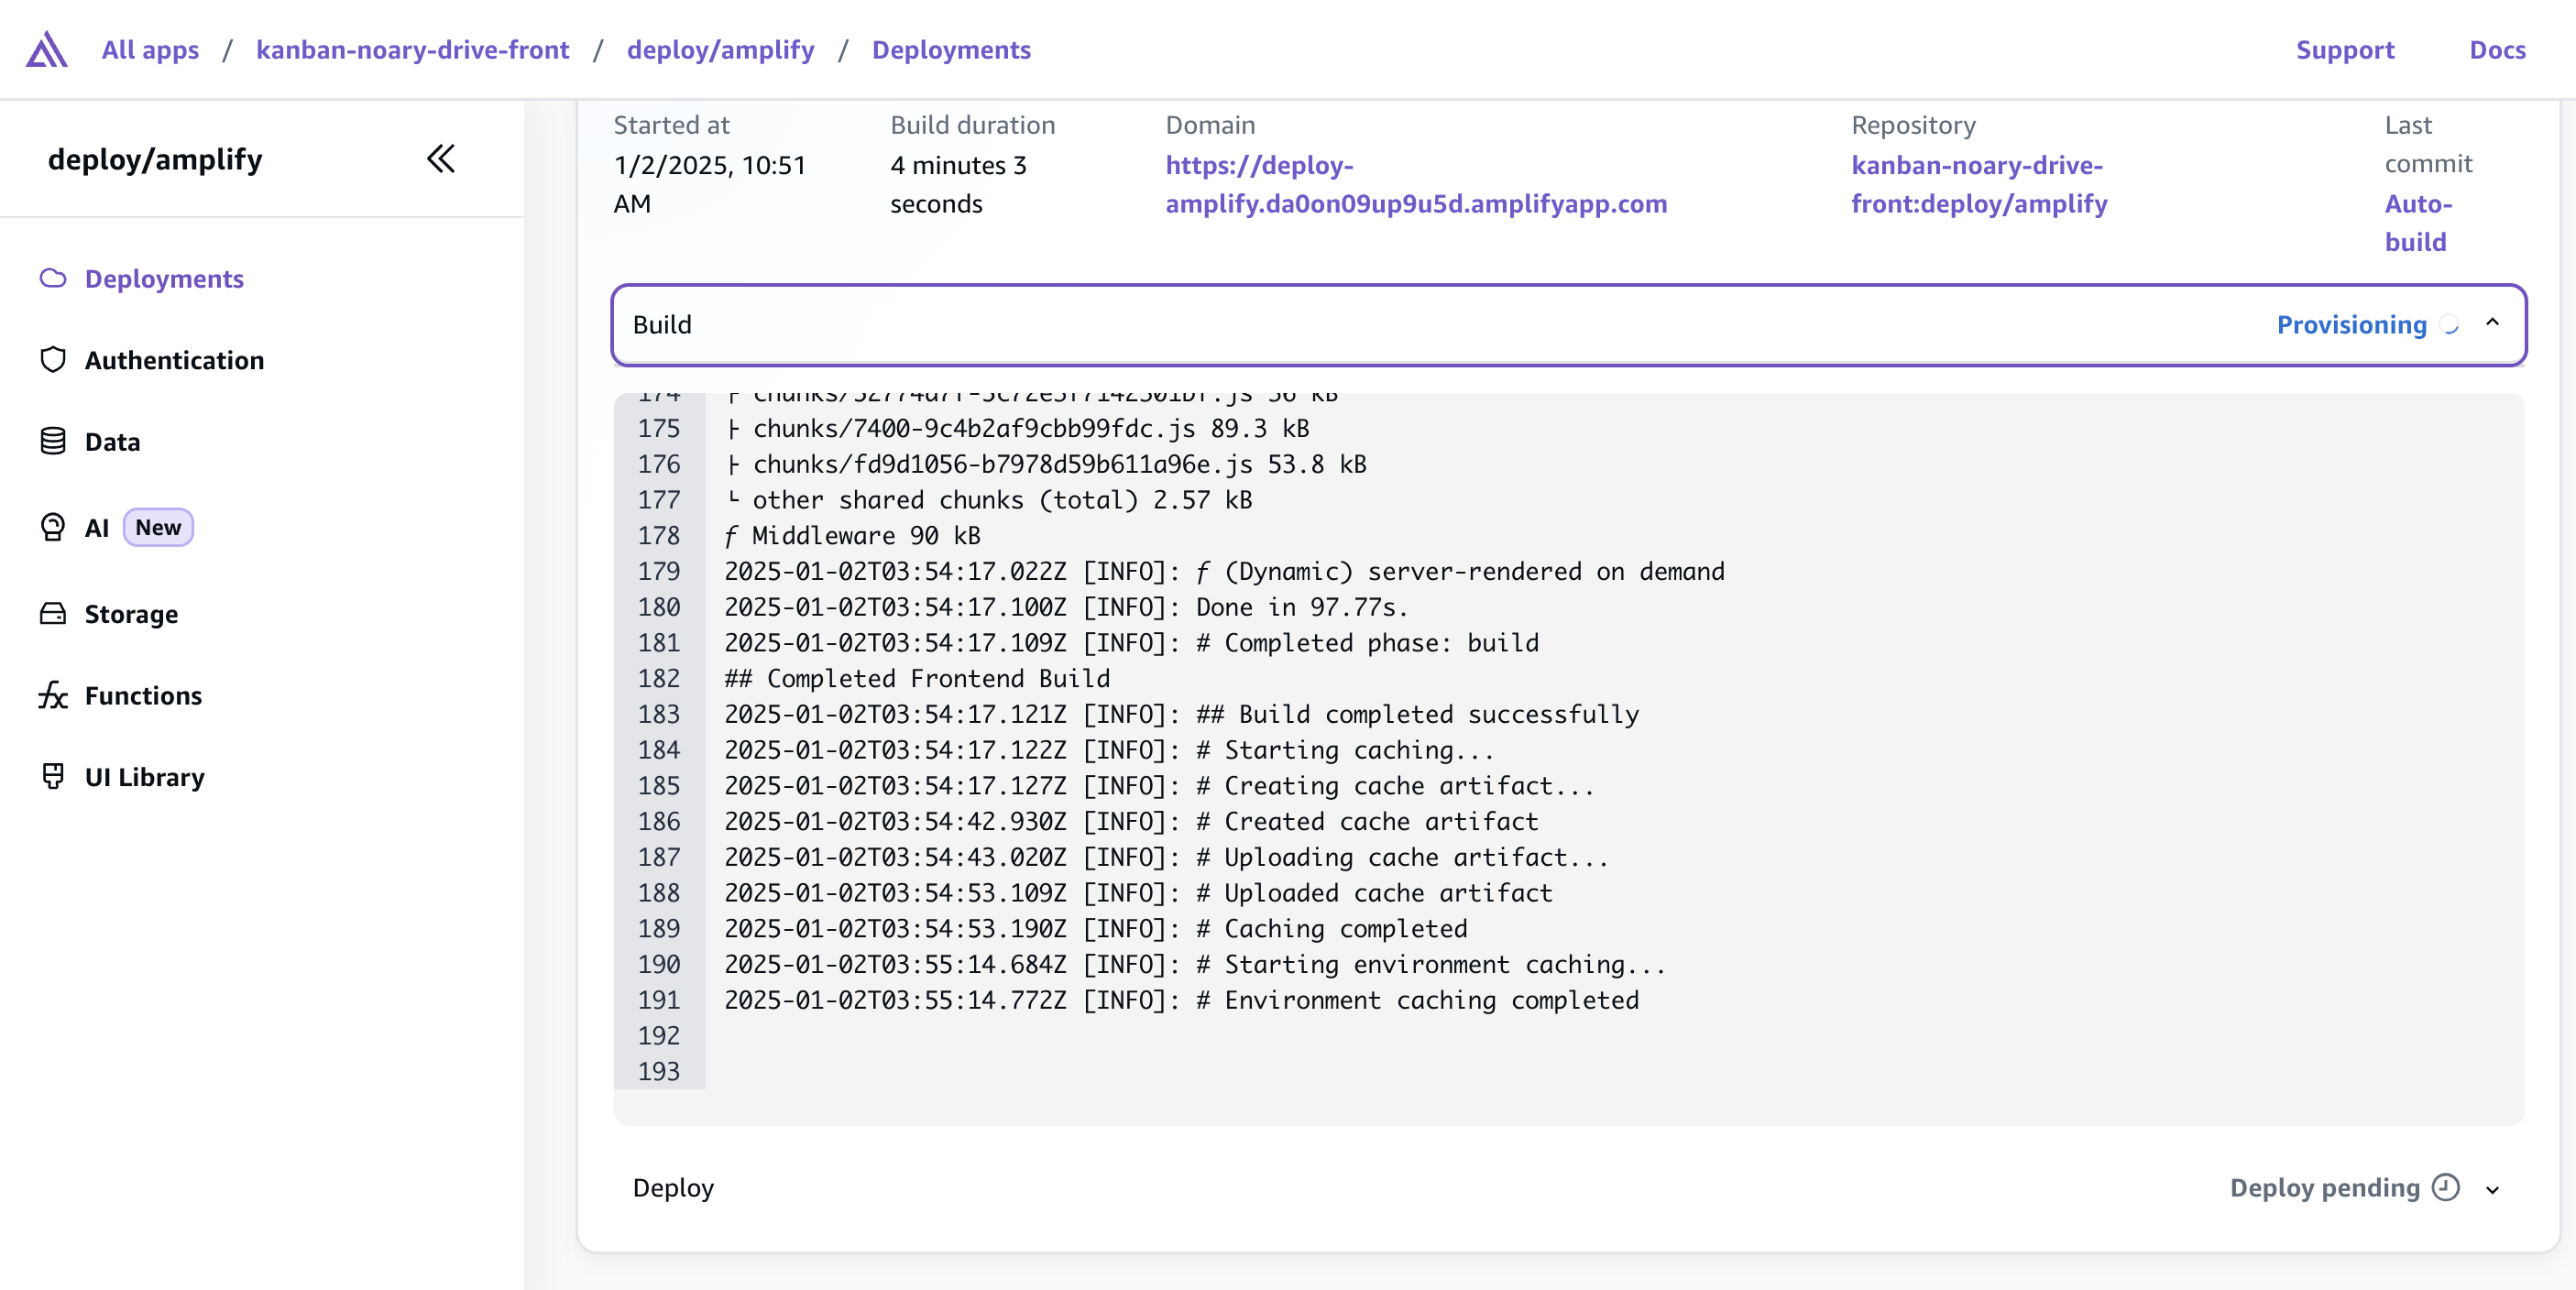 All apps / kanban-noary-drive-front / deploy/amplify / Deployments
Support
Docs
deploy/amplify
Deployments
Authentication
Data
AI New
Storage
Functions
UI Library
Started at
1/2/2025, 10:51
AM
Build duration
4 minutes 3
seconds
Domain
https://deploy-
amplify.da0on09up9u5d.amplifyapp.com
Repository
kanban-noary-drive-
front:deploy/amplify
Last
commit
Auto-
build
Build
Provisioning
174 ├ chunks/ .js 36 kB
175 ├ chunks/7400-9c4b2af9cbb99fdc.js 89.3 kB
176 ├ chunks/fd9d1056-b7978d59b611a96e.js 53.8 kB
177 └ other shared chunks (total) 2.57 kB
178 ƒ Middleware 90 kB
179 2025-01-02T03:54:17.022Z [INFO]: ƒ (Dynamic) server-rendered on demand
180 2025-01-02T03:54:17.100Z [INFO]: Done in 97.77s.
181 2025-01-02T03:54:17.109Z [INFO]: # Completed phase: build
182 ## Completed Frontend Build
183 2025-01-02T03:54:17.121Z [INFO]: ## Build completed successfully
184 2025-01-02T03:54:17.122Z [INFO]: # Starting caching...
185 2025-01-02T03:54:17.127Z [INFO]: # Creating cache artifact...
186 2025-01-02T03:54:42.930Z [INFO]: # Created cache artifact
187 2025-01-02T03:54:43.020Z [INFO]: # Uploading cache artifact...
188 2025-01-02T03:54:53.109Z [INFO]: # Uploaded cache artifact
189 2025-01-02T03:54:53.190Z [INFO]: # Caching completed
190 2025-01-02T03:55:14.684Z [INFO]: # Starting environment caching...
191 2025-01-02T03:55:14.772Z [INFO]: # Environment caching completed
192
193
Deploy
Deploy pending